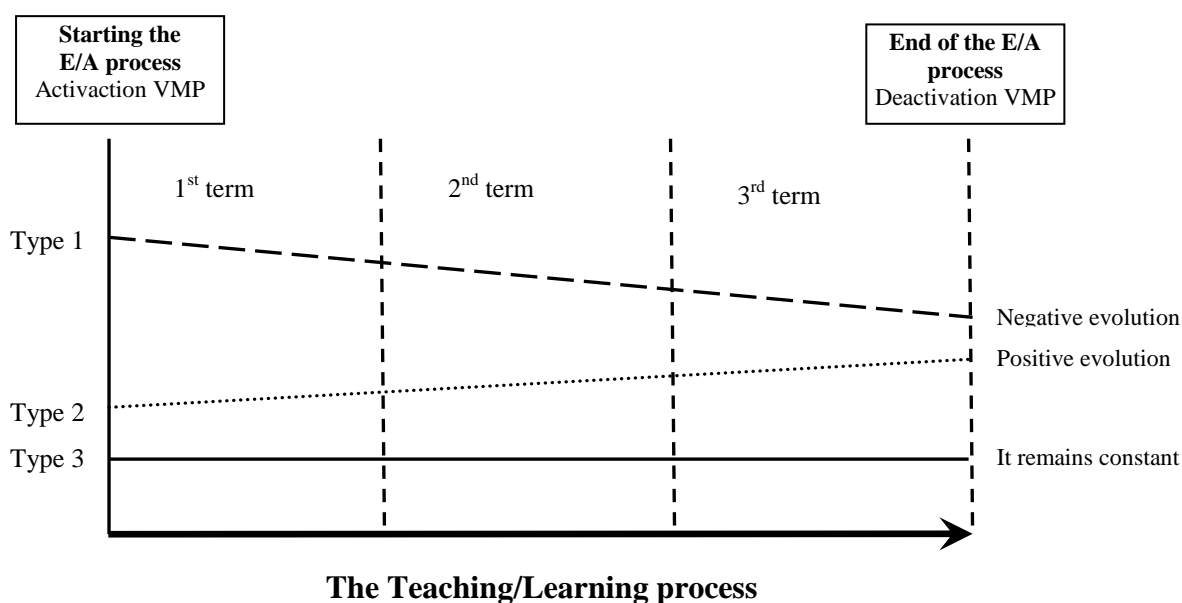 Starting the
E/A process
Activaction VMP
End of the E/A
process
Deactivation VMP
1st term
2nd term
3rd term
Type 1
Negative evolution
Positive evolution
Type 2
Type 3
It remains constant
The Teaching/Learning process